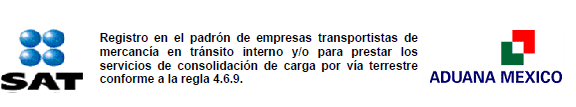 Registro en el padrón de empresas transportistas de
mercancía en tránsito interno y/o para prestar los
servicios de consolidación de carga por vía terrestre
conforme a la regla 4.6.9.
SAT
ADUANA MEXICO